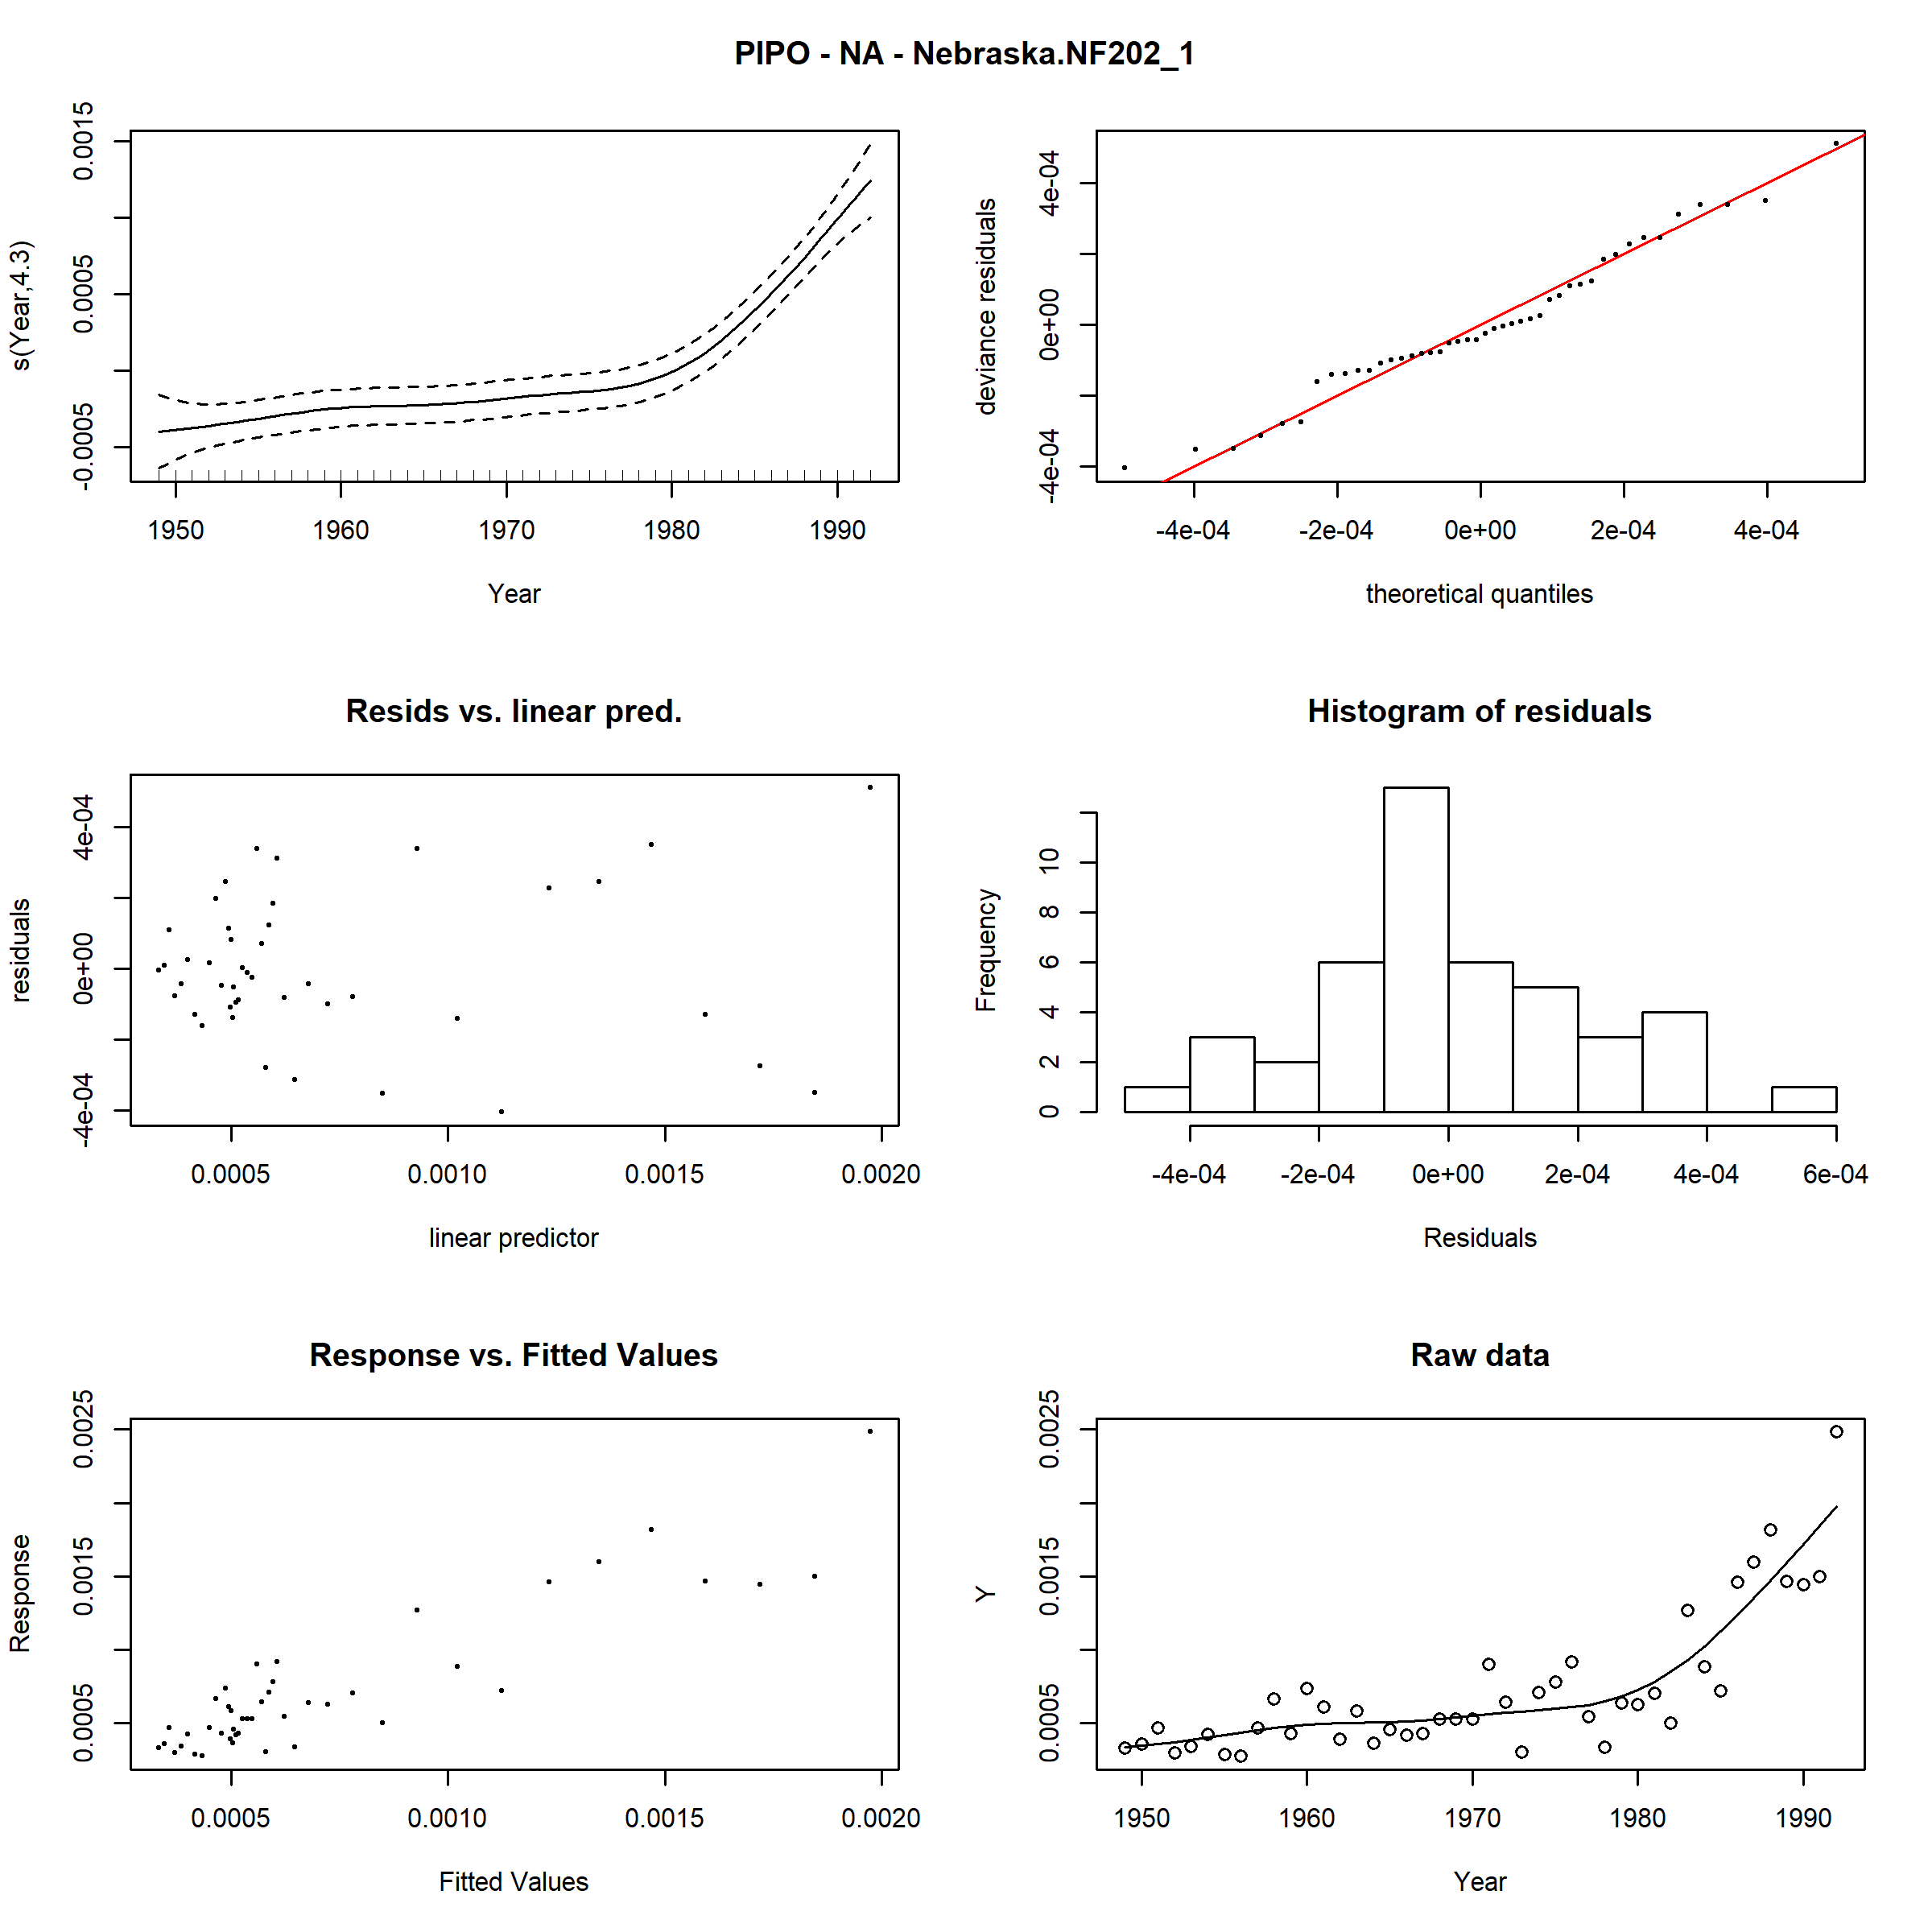 PIPO - NA - Nebraska.NF202_1
s(Year,4.3)
-0.0005 0.0005 0.0015
1950 1960 1970 1980 1990
Year
deviance residuals
-4e-04 0e+00 4e-04
-4e-04 -2e-04 0e+00 2e-04 4e-04
theoretical quantiles
Resids vs. linear pred.
residuals
-4e-04 0e+00 4e-04
0.0005 0.0010 0.0015 0.0020
linear predictor
Histogram of residuals
Frequency
0 2 4 6 8 10
-4e-04 -2e-04 0e+00 2e-04 4e-04 6e-04
Residuals
Response vs. Fitted Values
Response
0.0005 0.0015 0.0025
0.0005 0.0010 0.0015 0.0020
Fitted Values
Raw data
Y
0.0005 0.0015 0.0025
1950 1960 1970 1980 1990
Year